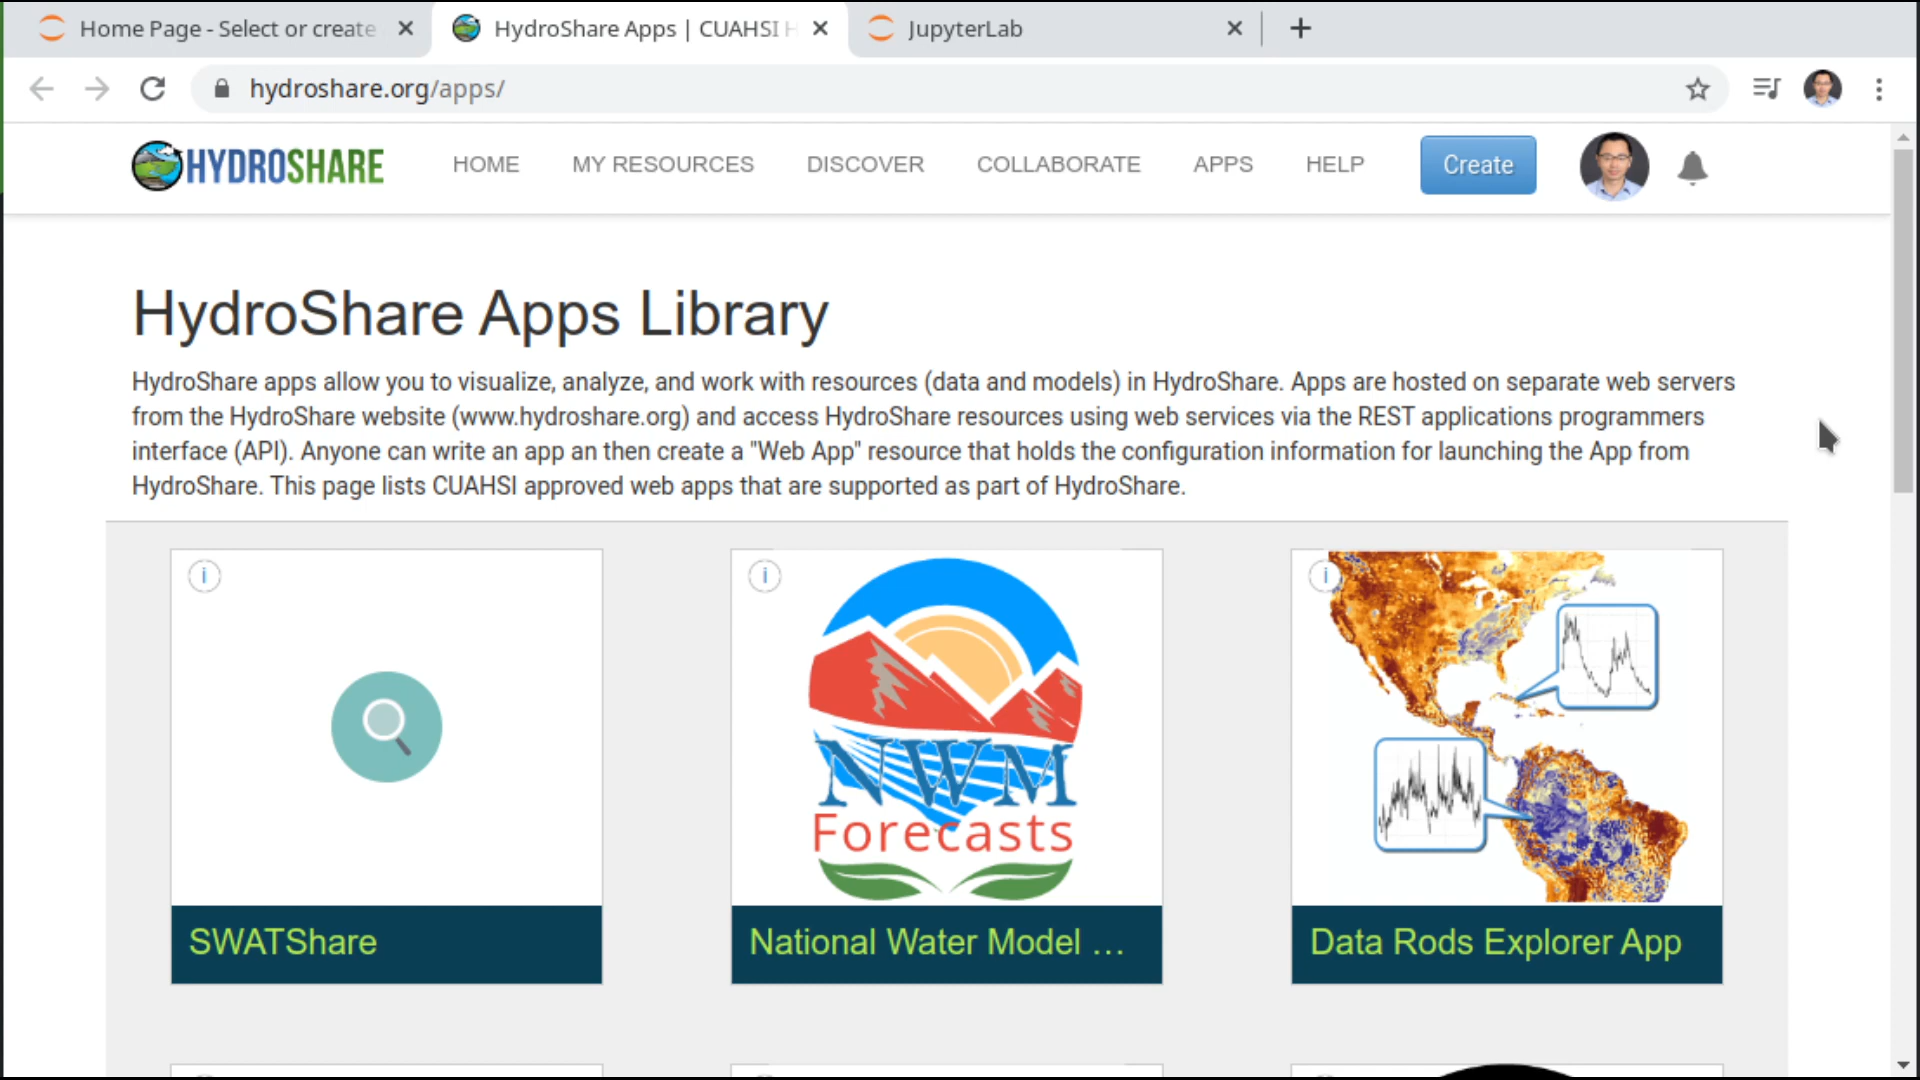 Home Page - Select or create
HydroShare Apps | CUAHSI H
JupyterLab
hydroshare.org/apps/
HYDROSHARE
HOME
MY RESOURCES
DISCOVER
COLLABORATE
APPS
HELP
Create
HydroShare Apps Library
HydroShare apps allow you to visualize, analyze, and work with resources (data and models) in HydroShare. Apps are hosted on separate web servers
from the HydroShare website (www.hydroshare.org) and access HydroShare resources using web services via the REST applications programmers
interface (API). Anyone can write an app an then create a "Web App" resource that holds the configuration information for launching the App from
HydroShare. This page lists CUAHSI approved web apps that are supported as part of HydroShare.
i
i
i
NWM
Forecasts
SWATShare
National Water Model ...
Data Rods Explorer App